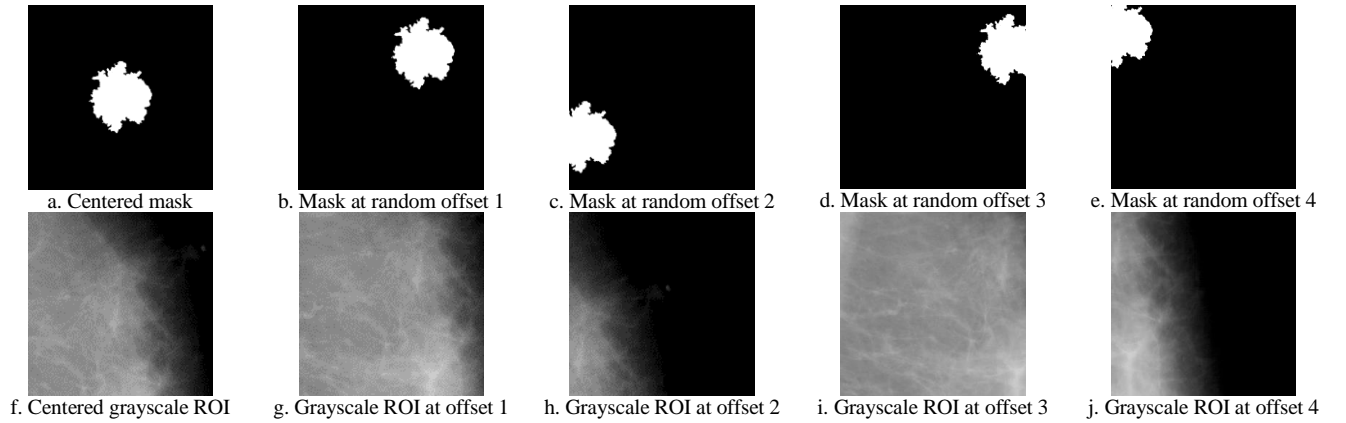 a. Centered mask
b. Mask at random offset 1
c. Mask at random offset 2
d. Mask at random offset 3
e. Mask at random offset 4
f. Centered grayscale ROI
g. Grayscale ROI at offset 1
h. Grayscale ROI at offset 2
i. Grayscale ROI at offset 3
j. Grayscale ROI at offset 4